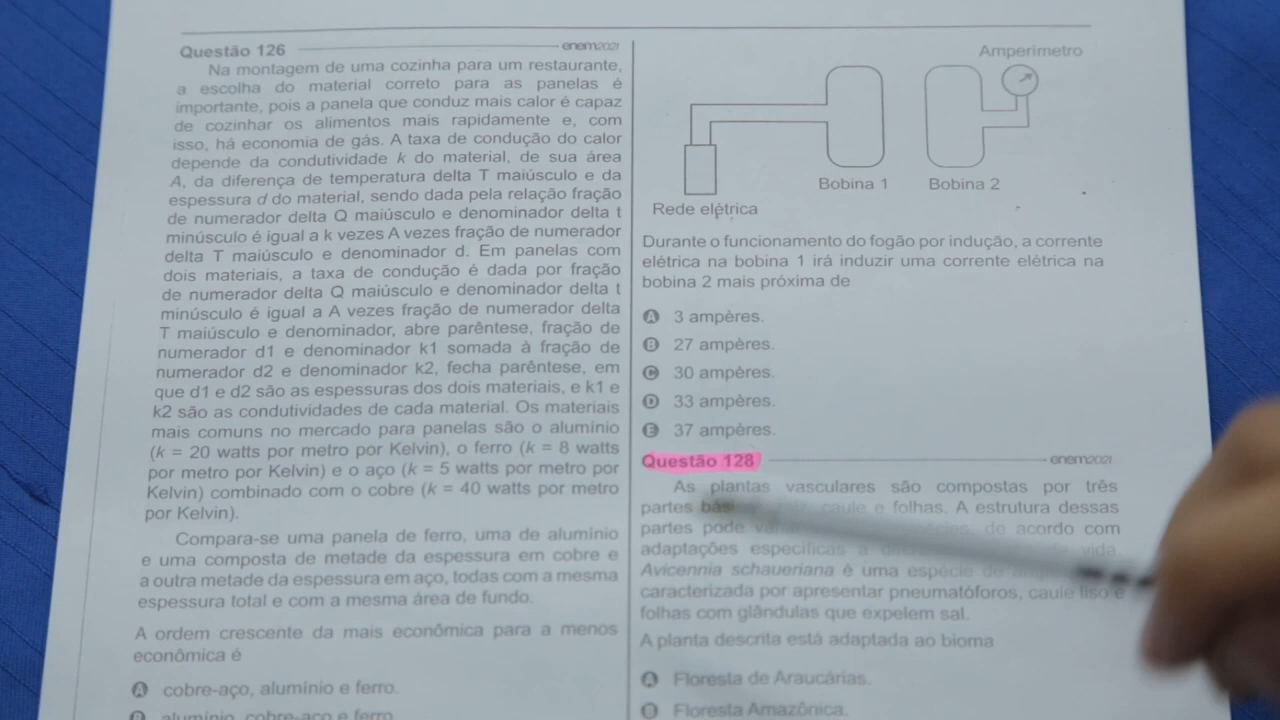 Questão 126
enem2021
Na montagem de uma cozinha para um restaurante,
a escolha do material correto para as panelas é
importante, pois a panela que conduz mais calor é capaz
de cozinhar os alimentos mais rapidamente e, com
isso, há economia de gás. A taxa de condução do calor
depende da condutividade k do material, de sua área
A, da diferença de temperatura delta T maiúsculo e da
espessura d do material, sendo dada pela relação fração
de numerador delta Q maiúsculo e denominador delta t
minúsculo é igual a k vezes A vezes fração de numerador
delta T maiúsculo e denominador d. Em panelas com
dois materiais, a taxa de condução é dada por fração
de numerador delta Q maiúsculo e denominador delta t
minúsculo é igual a A vezes fração de numerador delta
T maiúsculo e denominador, abre parêntese, fração de
numerador d1 e denominador k1 somada à fração de
numerador d2 e denominador k2, fecha parêntese, em
que d1 e d2 são as espessuras dos dois materiais, e k1 e
k2 são as condutividades de cada material. Os materiais
mais comuns no mercado para panelas são o alumínio
(k = 20 watts por metro por Kelvin), o ferro (k = 8 watts
por metro por Kelvin) e o aço (k = 5 watts por metro por
Kelvin) combinado com o cobre (k = 40 watts por metro
por Kelvin).
Compara-se uma panela de ferro, uma de alumínio
e uma composta de metade da espessura em cobre e
a outra metade da espessura em aço, todas com a mesma
espessura total e com a mesma área de fundo.
A ordem crescente da mais econômica para a menos
econômica é
A cobre-aço, alumínio e ferro.
B alumínio, cobre-aço e ferro.
Amperímetro
Bobina 1
Bobina 2
Rede elétrica
Durante o funcionamento do fogão por indução, a corrente
elétrica na bobina 1 irá induzir uma corrente elétrica na
bobina 2 mais próxima de
A 3 ampères.
B 27 ampères.
C 30 ampères.
D 33 ampères.
E 37 ampères.
Questão 128
enem2021
As plantas vasculares são compostas por três
partes caule e folhas. A estrutura dessas
partes pode de acordo com
adaptações específicas a vida.
Avicennia schaueriana é uma espécie de
caracterizada por apresentar pneumatóforos, caule liso e
folhas com glândulas que expelem sal.
A planta descrita está adaptada ao bioma
A Floresta de Araucárias.
B Floresta Amazônica.